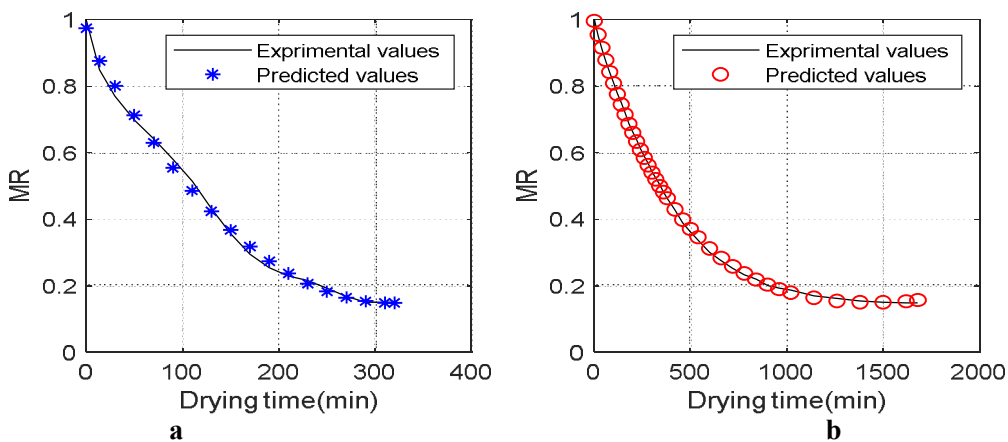 1
0.8
0.6
0.4
0.2
0
MR
0
100
200
300
400
Drying time(min)
Exprimental values
Predicted values
a
1
0.8
0.6
0.4
0.2
0
MR
0
500
1000
1500
2000
Drying time(min)
Exprimental values
Predicted values
b